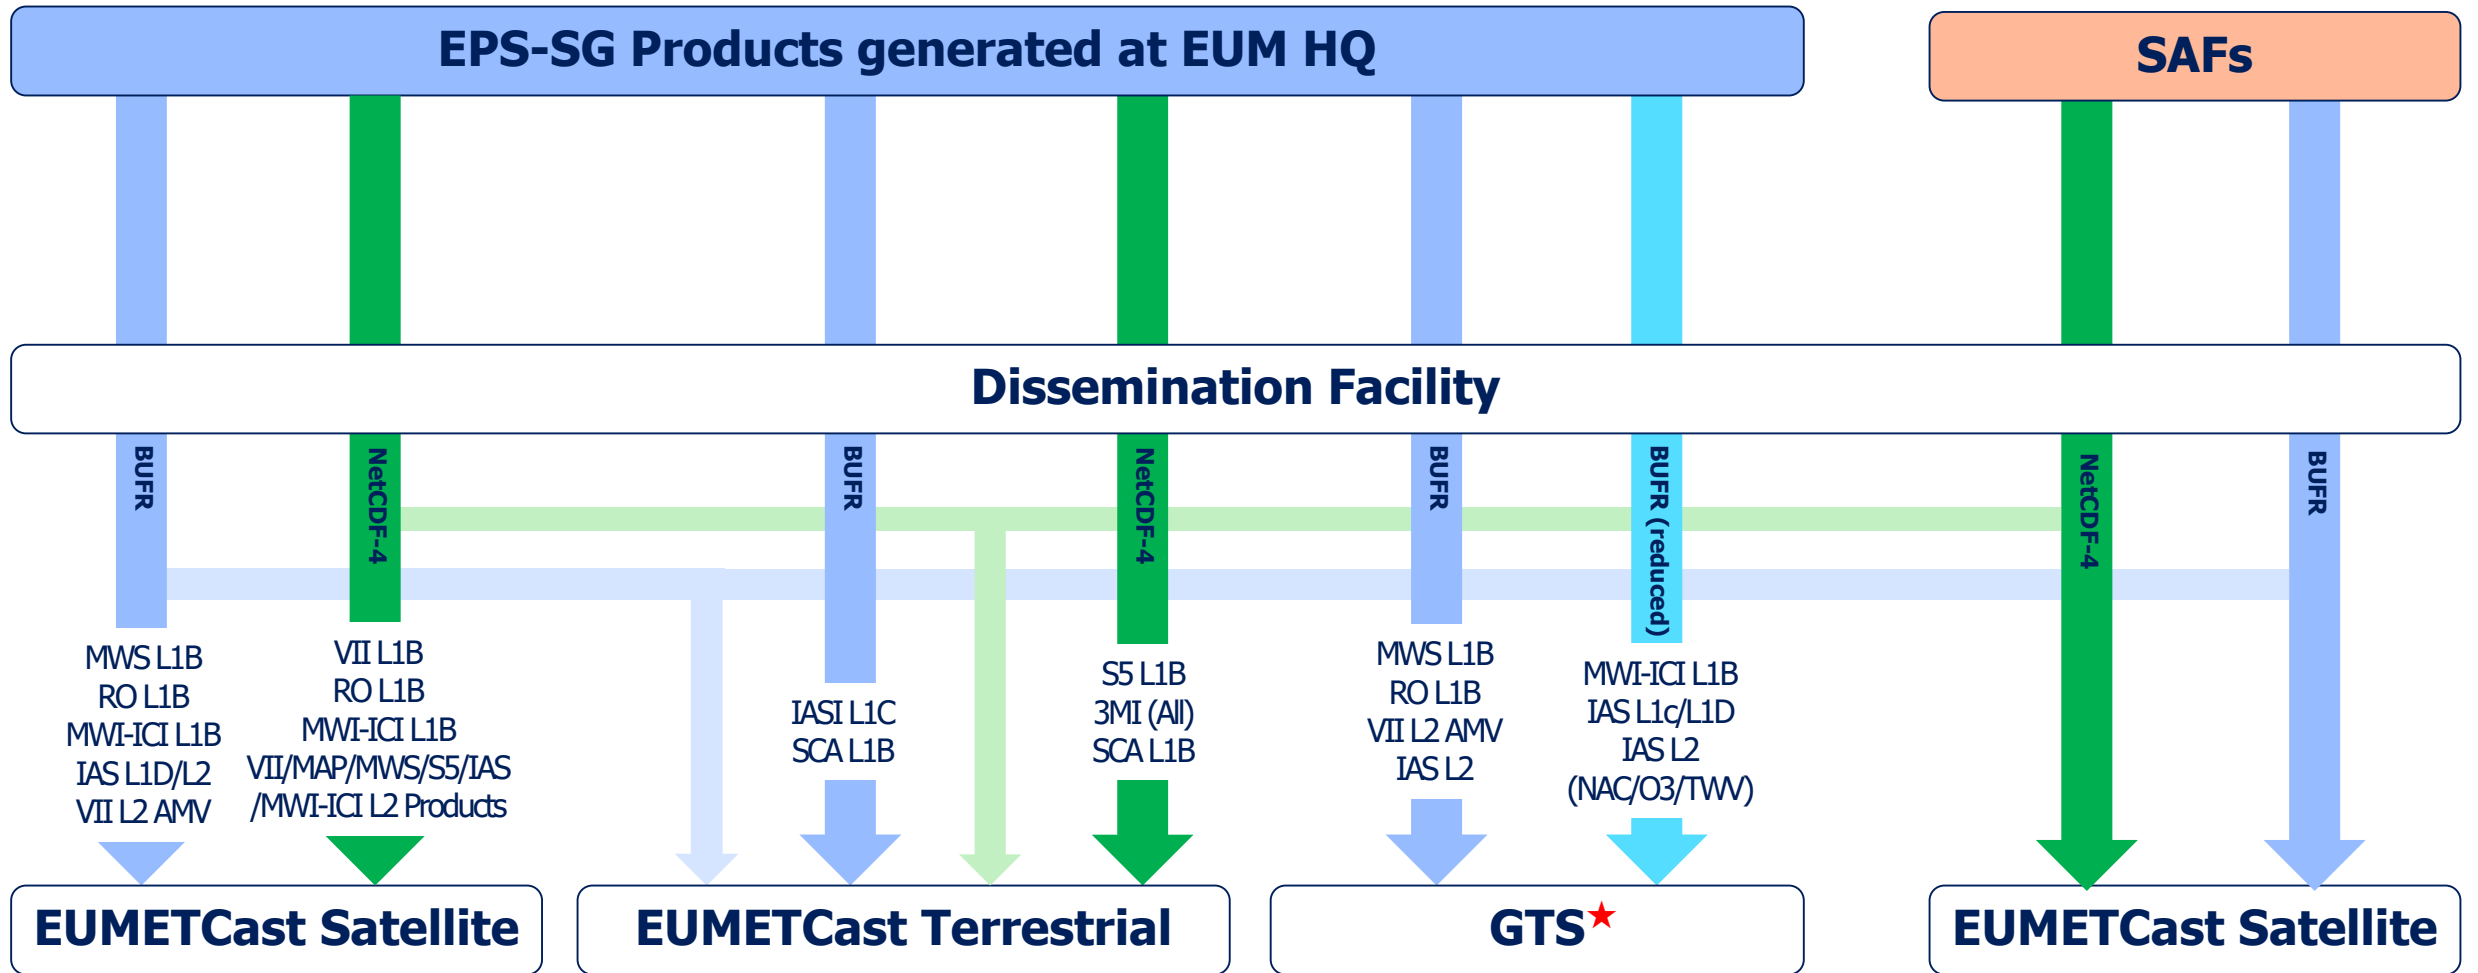 EPS-SG Products generated at EUM HQ
SAFs
Dissemination Facility
BUFR
NetCDF-4
BUFR
NetCDF-4
BUFR
BUFR (reduced)
NetCDF-4
BUFR
MWS L1B
RO L1B
MWI-ICI L1B
IAS L1D/L2
VII L2 AMV
VII L1B
RO L1B
MWI-ICI L1B
VII/MAP/MWS/S5/IAS
/MWI-ICI L2 Products
IASI L1C
SCA L1B
S5 L1B
3MI (All)
SCA L1B
MWS L1B
RO L1B
VII L2 AMV
IAS L2
MWI-ICI L1B
IAS L1c/L1D
IAS L2
(NAC/O3/TWV)
EUMETCast Satellite
EUMETCast Terrestrial
GTS★
EUMETCast Satellite